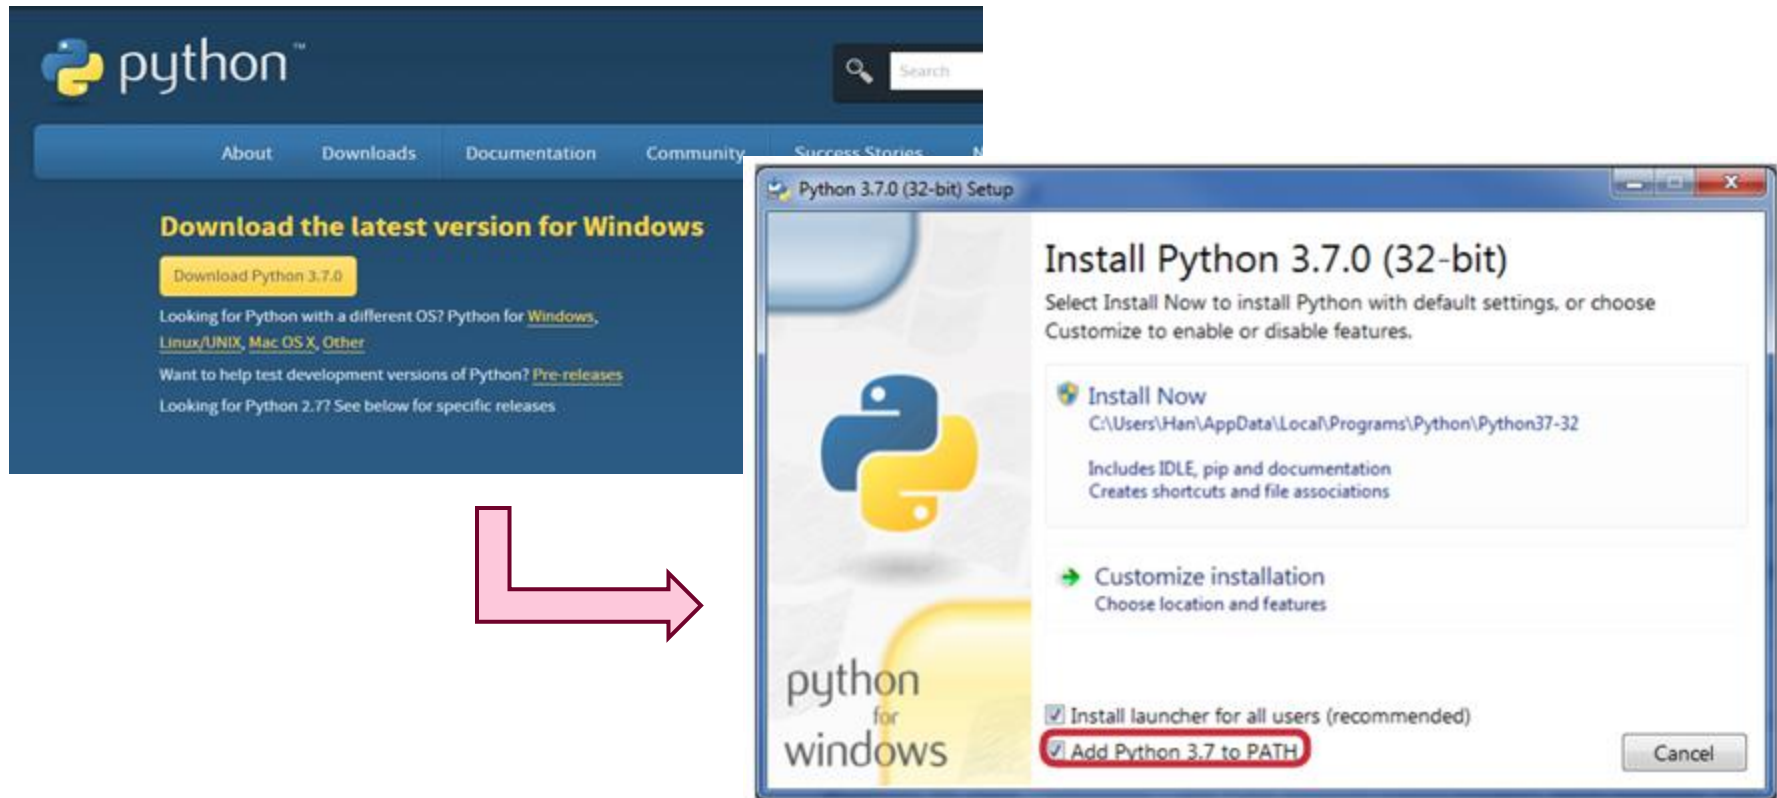 python™
Search
About Downloads Documentation Community Success Stories
Download the latest version for Windows
Download Python 3.7.0
Looking for Python with a different OS? Python for Windows,
Linux/UNIX, Mac OS X, Other
Want to help test development versions of Python? Pre-releases
Looking for Python 2.7? See below for specific releases
Python 3.7.0 (32-bit) Setup
Install Python 3.7.0 (32-bit)
Select Install Now to install Python with default settings, or choose
Customize to enable or disable features.
Install Now
C:\Users\Han\AppData\Local\Programs\Python\Python37-32
Includes IDLE, pip and documentation
Creates shortcuts and file associations
Customize installation
Choose location and features
python
for
windows
Install launcher for all users (recommended)
Add Python 3.7 to PATH
Cancel